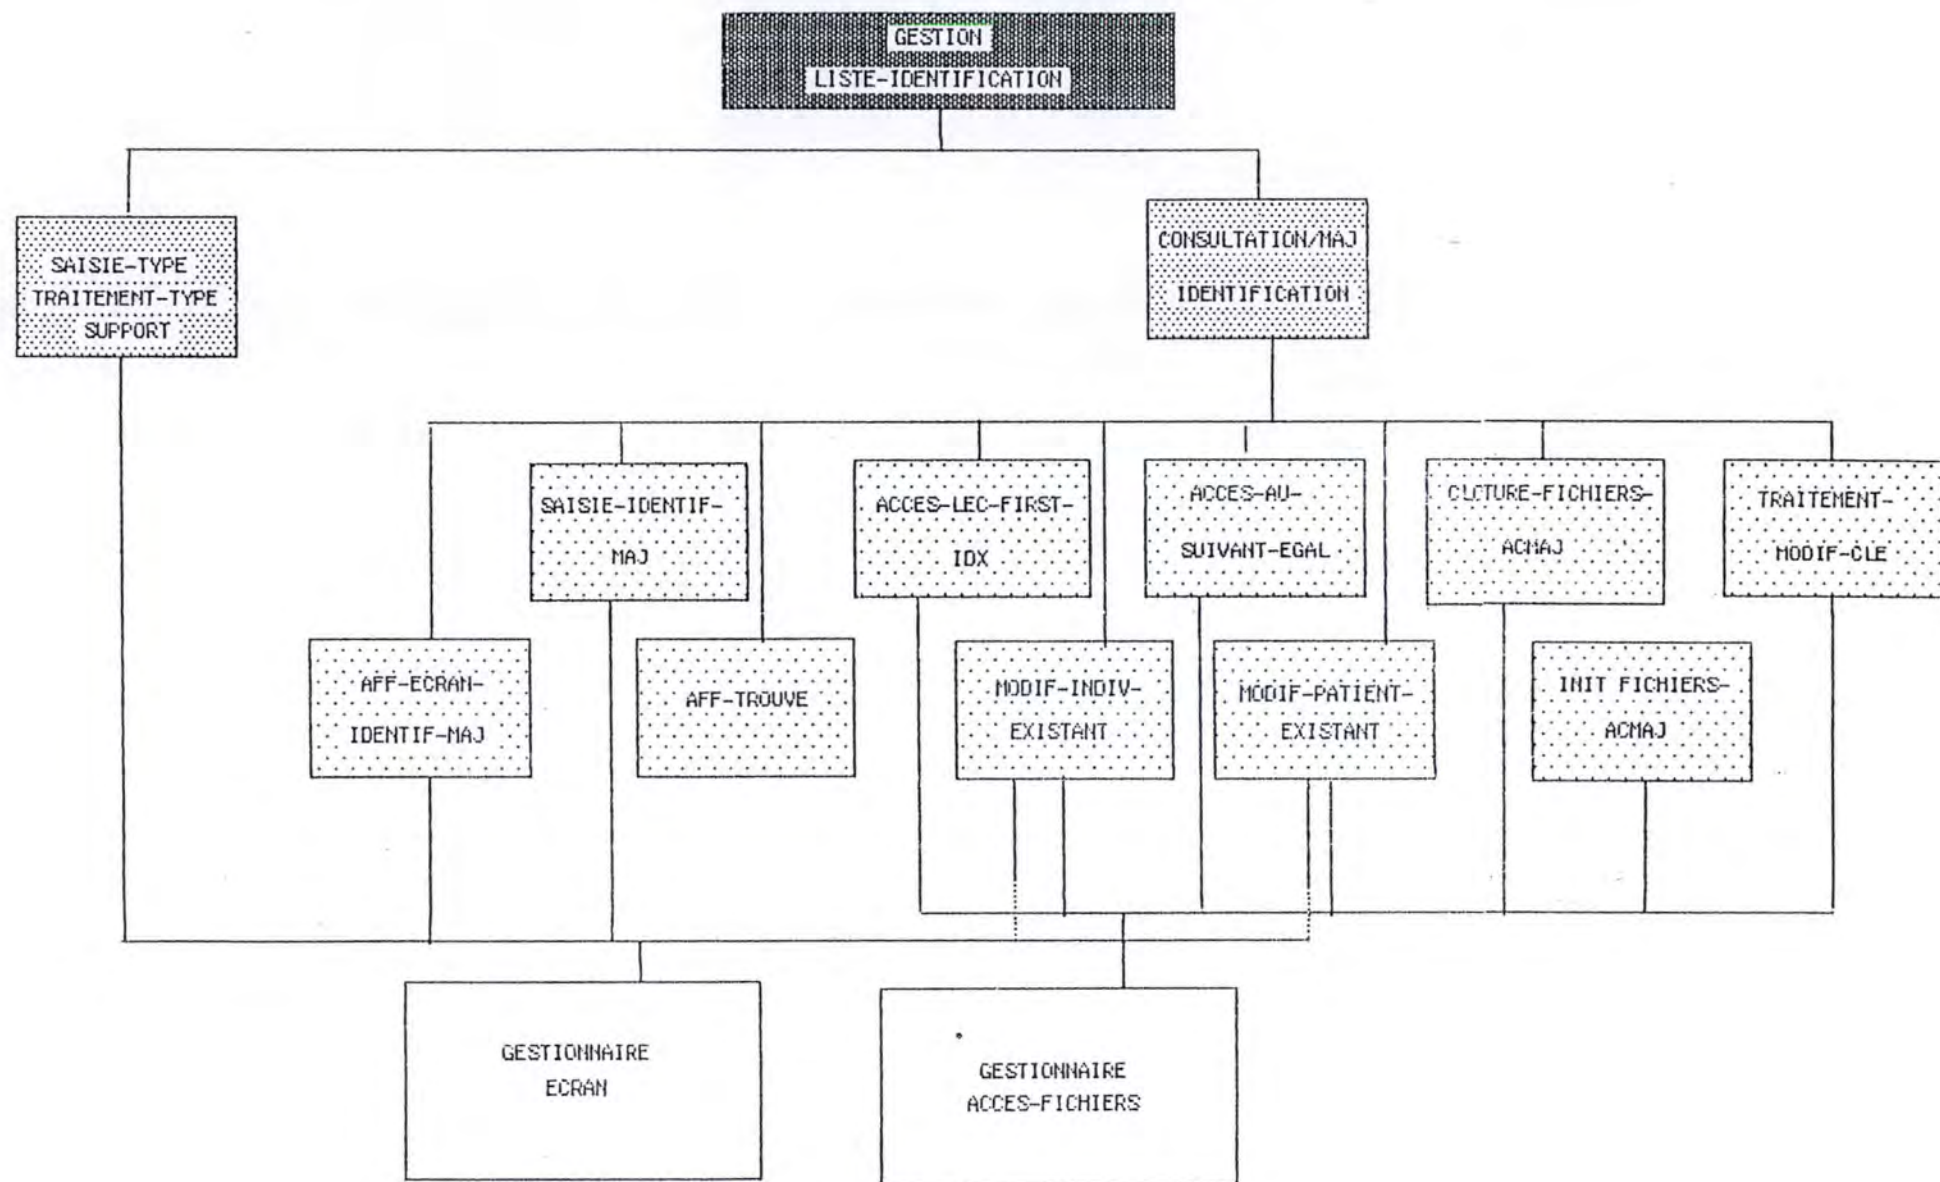 GESTION
LISTE-IDENTIFICATION
SAISIE-TYPE
TRAITEMENT-TYPE
SUPPORT
CONSULTATION/MAJ
IDENTIFICATION
SAISIE-IDENTIF-
MAJ
ACCES-LEC-FIRST-
IDX
ACCES-AU-
SUIVANT-EGAL
CLOTURE-FICHIERS-
ACMAJ
TRAITEMENT-
MODIF-CLE
AFF-ECRAN-
IDENTIF-MAJ
AFF-TROUVE
MODIF-INDIV-
EXISTANT
MODIF-PATIENT-
EXISTANT
INIT FICHIERS-
ACMAJ
GESTIONNAIRE
ECRAN
GESTIONNAIRE
ACCES-FICHIERS